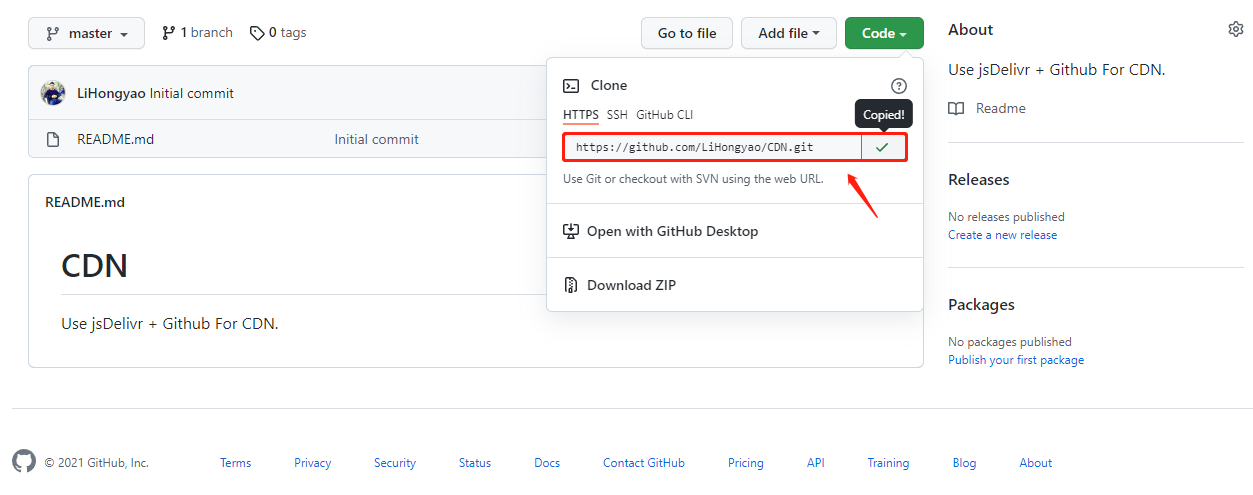 master
1 branch
0 tags
Go to file
Add file
Code
About
Use jsDelivr + Github For CDN.
Readme
LiHongyao Initial commit
README.md Initial commit
Clone
HTTPS SSH GitHub CLI
Copied!
https://github.com/LiHongyao/CDN.git
Use Git or checkout with SVN using the web URL.
Open with GitHub Desktop
Download ZIP
README.md
CDN
Use jsDelivr + Github For CDN.
Releases
No releases published
Create a new release
Packages
No packages published
Publish your first package
© 2021 GitHub, Inc. Terms Privacy Security Status Docs Contact GitHub Pricing API Training Blog About